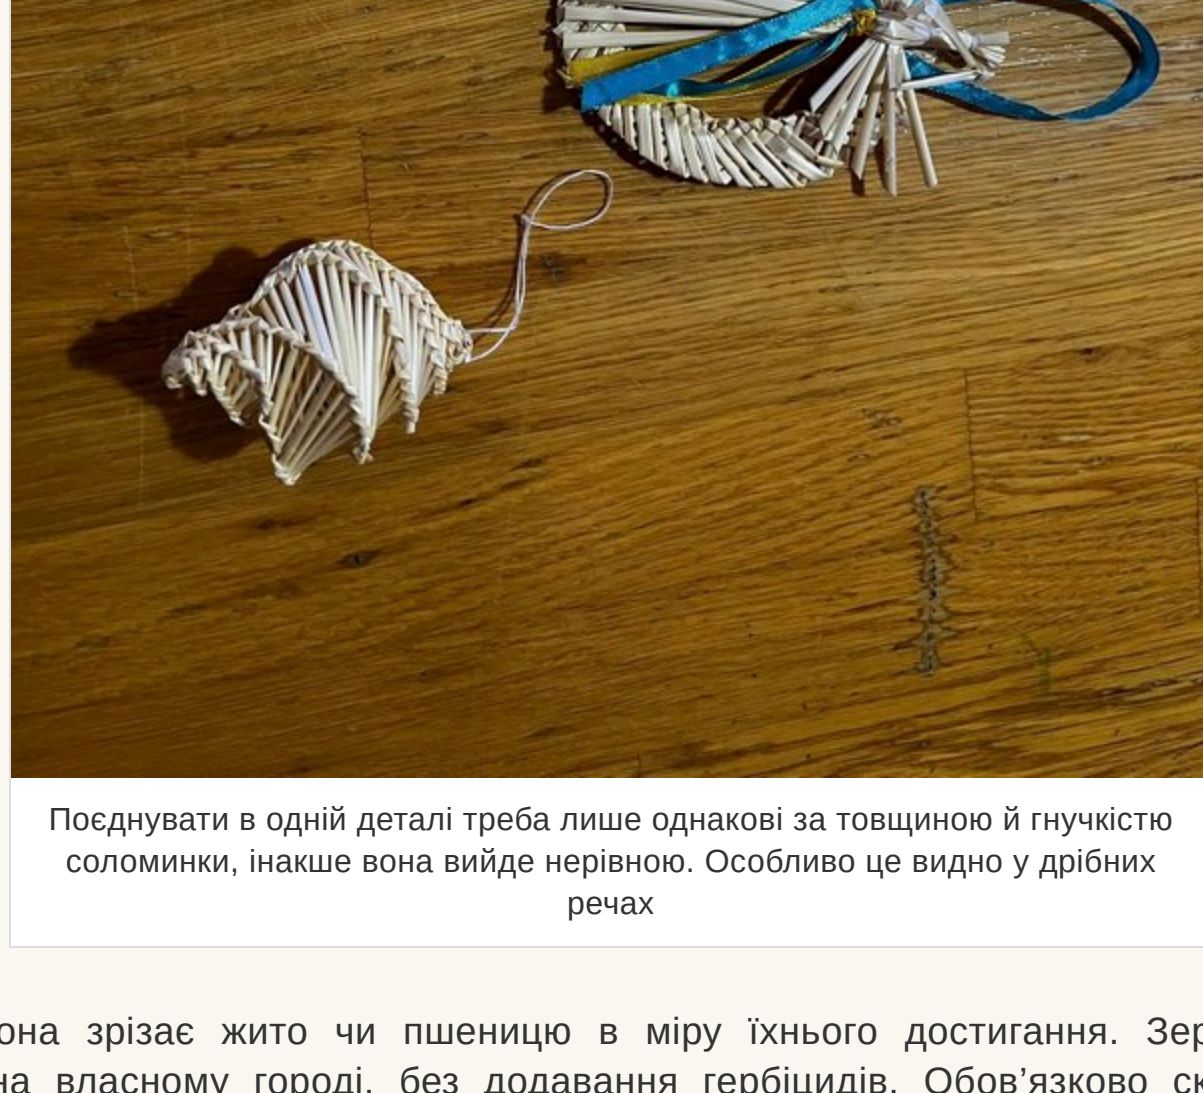 Поєднувати в одній деталі треба лише однакові за товщиною й гнучкістю
соломинки, інакше вона вийде нерівною. Особливо це видно у дрібних
речах
зрізає жито чи пшеницю в міру їхнього достигання.
власному городі, без додавання гербіцидів. Обов’язково